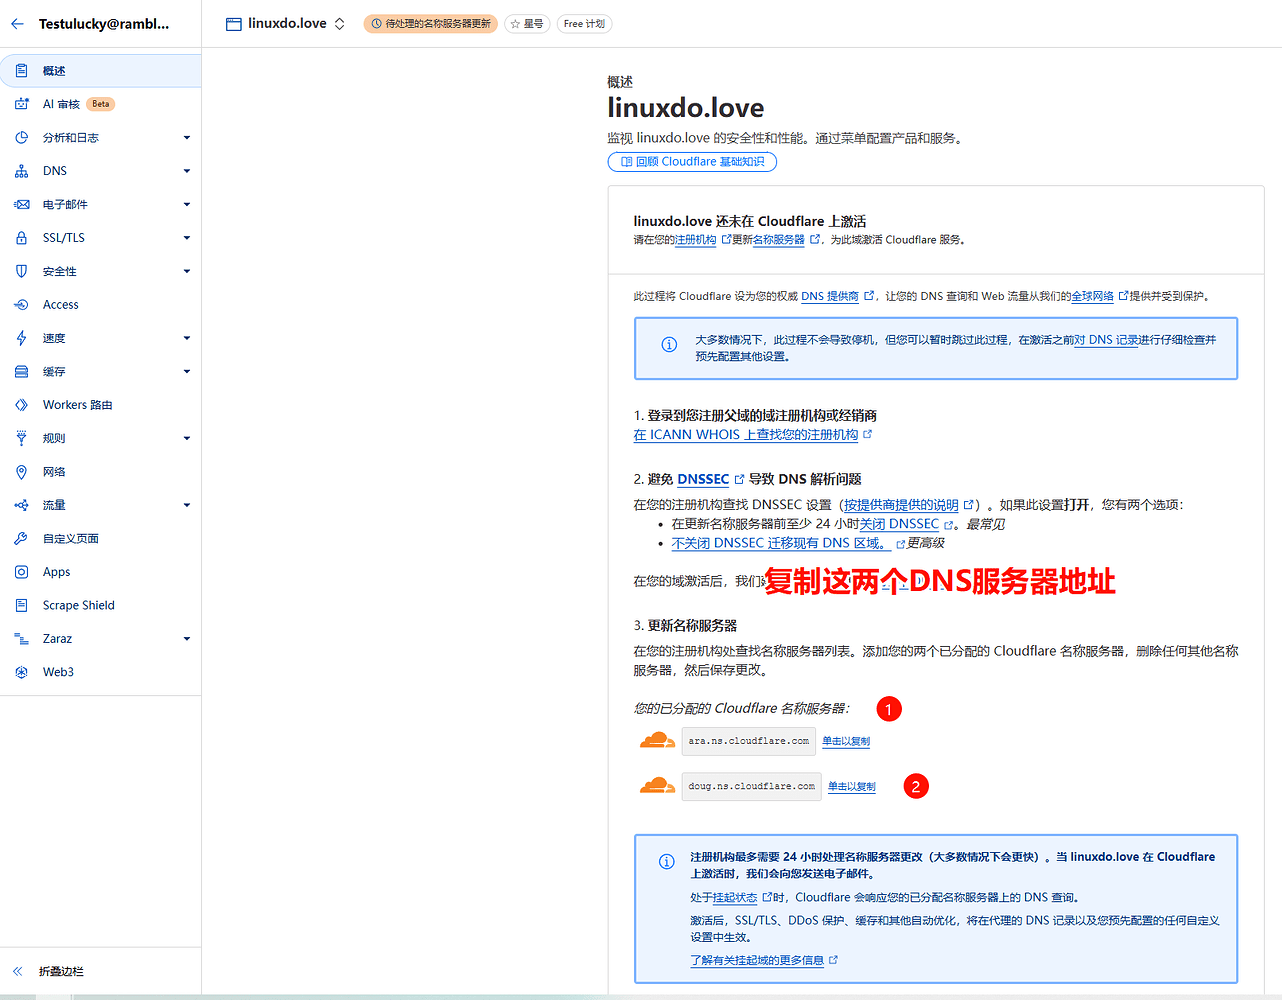 Testulucky@rambl...
linuxdo.love
待处理的名称服务器更新
星号
Free 计划
概述
AI 审核 Beta
分析和日志
DNS
电子邮件
SSL/TLS
安全性
Access
速度
缓存
Workers 路由
规则
网络
流量
自定义页面
Apps
Scrape Shield
Zaraz
Web3
折叠边栏
概述
linuxdo.love
监视 linuxdo.love 的安全性和性能。通过菜单配置产品和服务。
回顾 Cloudflare 基础知识
linuxdo.love 还未在 Cloudflare 上激活
请在您的注册机构更新名称服务器，为此域激活 Cloudflare 服务。
此过程将 Cloudflare 设为您的权威 DNS 提供商，让您的 DNS 查询和 Web 流量从我们的全球网络提供并受到保护。
大多数情况下，此过程不会导致停机，但您可以暂时跳过此过程，在激活之前对 DNS 记录进行仔细检查并
预先配置其他设置。
1. 登录到您注册父域的域注册机构或经销商
在 ICANN WHOIS 上查找您的注册机构
2. 避免 DNSSEC 导致 DNS 解析问题
在您的注册机构查找 DNSSEC 设置（按提供商提供的说明）。如果此设置打开，您有两个选项：
• 在更新名称服务器前至少 24 小时关闭 DNSSEC。最常见
• 不关闭 DNSSEC 迁移现有 DNS 区域。更高级
在您的域激活后，我们
复制这两个DNS服务器地址
3. 更新名称服务器
在您的注册机构处查找名称服务器列表。添加您的两个已分配的 Cloudflare 名称服务器，删除任何其他名称
服务器，然后保存更改。
您的已分配的 Cloudflare 名称服务器：
1
ara.ns.cloudflare.com 单击以复制
doug.ns.cloudflare.com 单击以复制
2
注册机构最多需要 24 小时处理名称服务器更改（大多数情况下会更快）。当 linuxdo.love 在 Cloudflare
上激活时，我们会向您发送电子邮件。
处于挂起状态时，Cloudflare 会响应您的已分配名称服务器上的 DNS 查询。
激活后，SSL/TLS、DDoS 保护、缓存和其他自动优化，将在代理的 DNS 记录以及您预先配置的任何自定义
设置中生效。
了解有关挂起域的更多信息